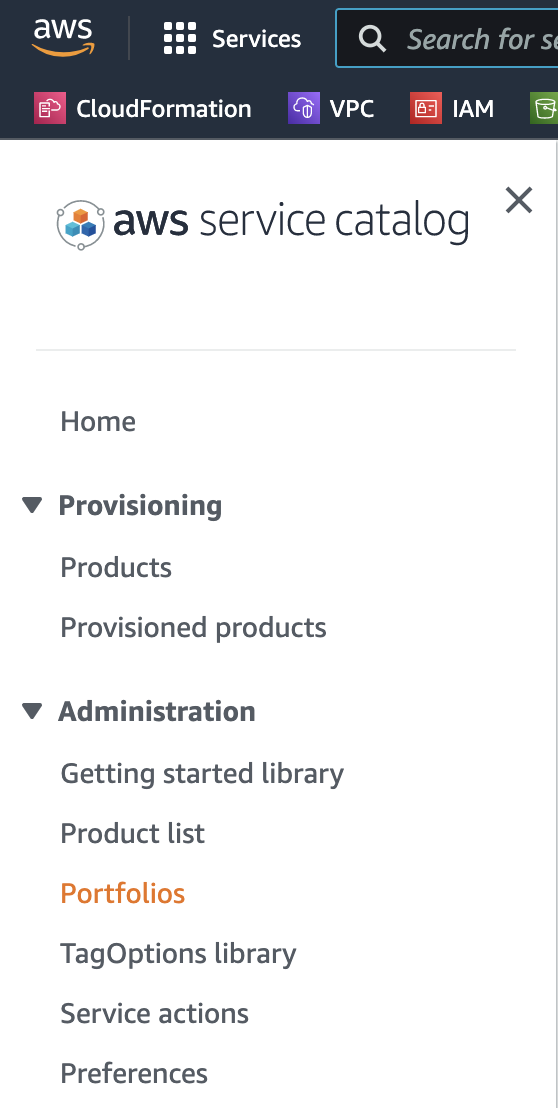 aws Services Search for se
CloudFormation VPC IAM
aws service catalog
Home
Provisioning
Products
Provisioned products
Administration
Getting started library
Product list
Portfolios
TagOptions library
Service actions
Preferences